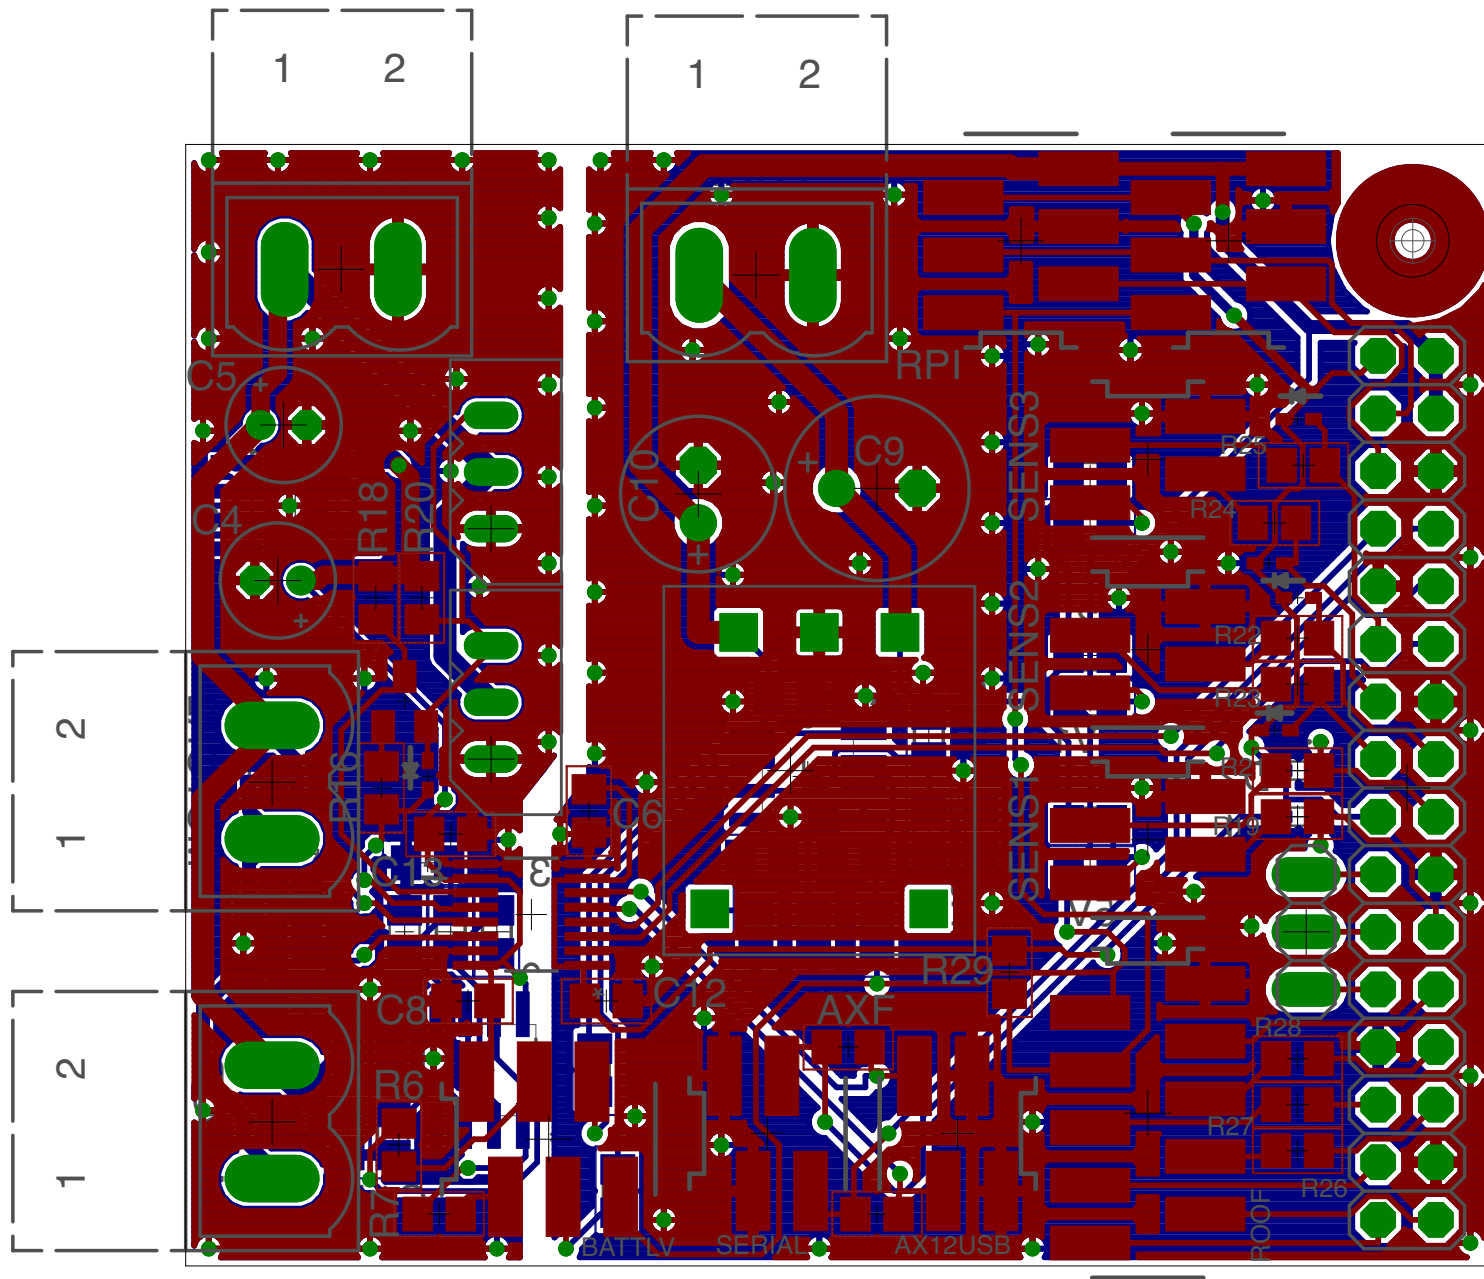 1 2
1 2
C5
RPI
C9
C10
SENS3
R25
C4
R18
R20
R24
SENS2
R22
R23
2
1
R16
R21
R19
C6
C13
3
SENS1
R29
C8
C12
AXF
R28
2
1
R6
R27
R26
ROOF
BATTLV
SERIAL
AX12USB